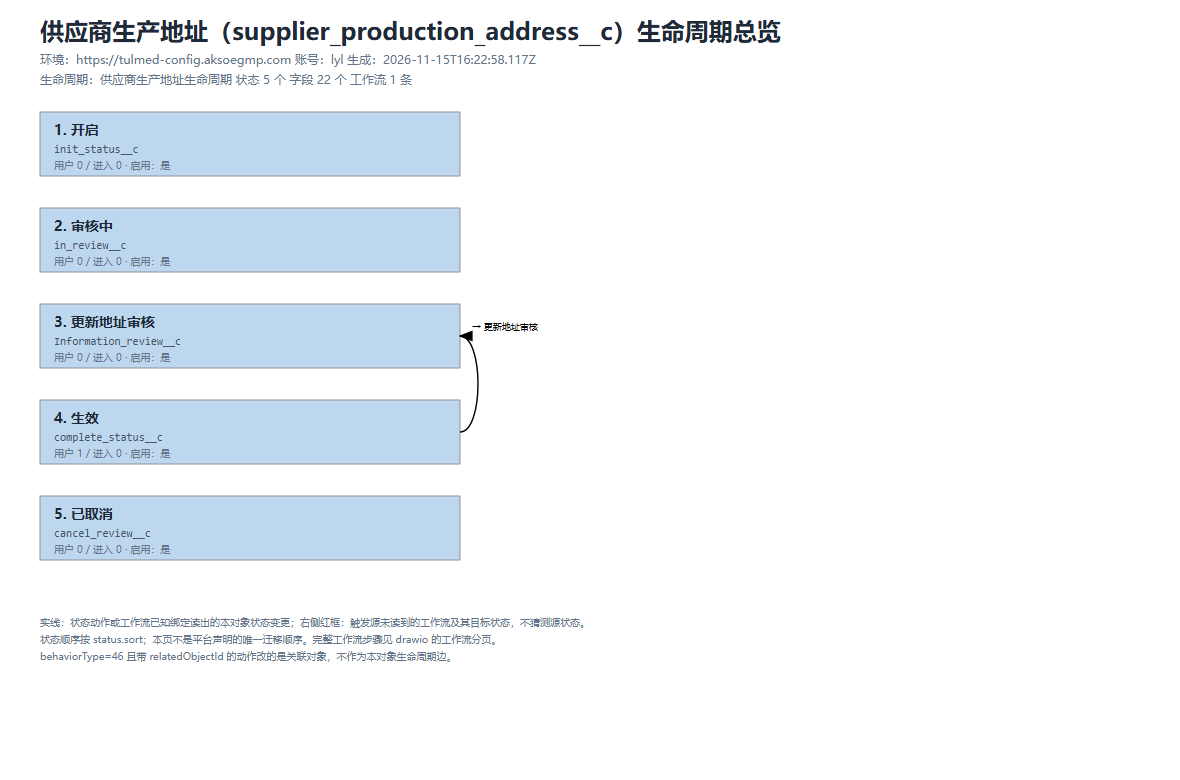 供应商生产地址（supplier_production_address__c）生命周期总览
环境：https://tulmed-config.aksoegmp.com 账号：lyl 生成：2026-11-15T16:22:58.117Z
生命周期：供应商生产地址生命周期 状态 5 个 字段 22 个 工作流 1 条
1. 开启
init_status__c
用户 0 / 进入 0 · 启用：是
2. 审核中
in_review__c
用户 0 / 进入 0 · 启用：是
3. 更新地址审核
Information_review__c
用户 0 / 进入 0 · 启用：是
→ 更新地址审核
4. 生效
complete_status__c
用户 1 / 进入 0 · 启用：是
5. 已取消
cancel_review__c
用户 0 / 进入 0 · 启用：是
实线：状态动作或工作流已知绑定读出的本对象状态变更；右侧红框：触发源未读到的工作流及其目标状态，不猜测源状态。
状态顺序按 status.sort；本页不是平台声明的唯一迁移顺序。完整工作流步骤见 drawio 的工作流分页。
behaviorType=46 且带 relatedObjectId 的动作改的是关联对象，不作为本对象生命周期边。